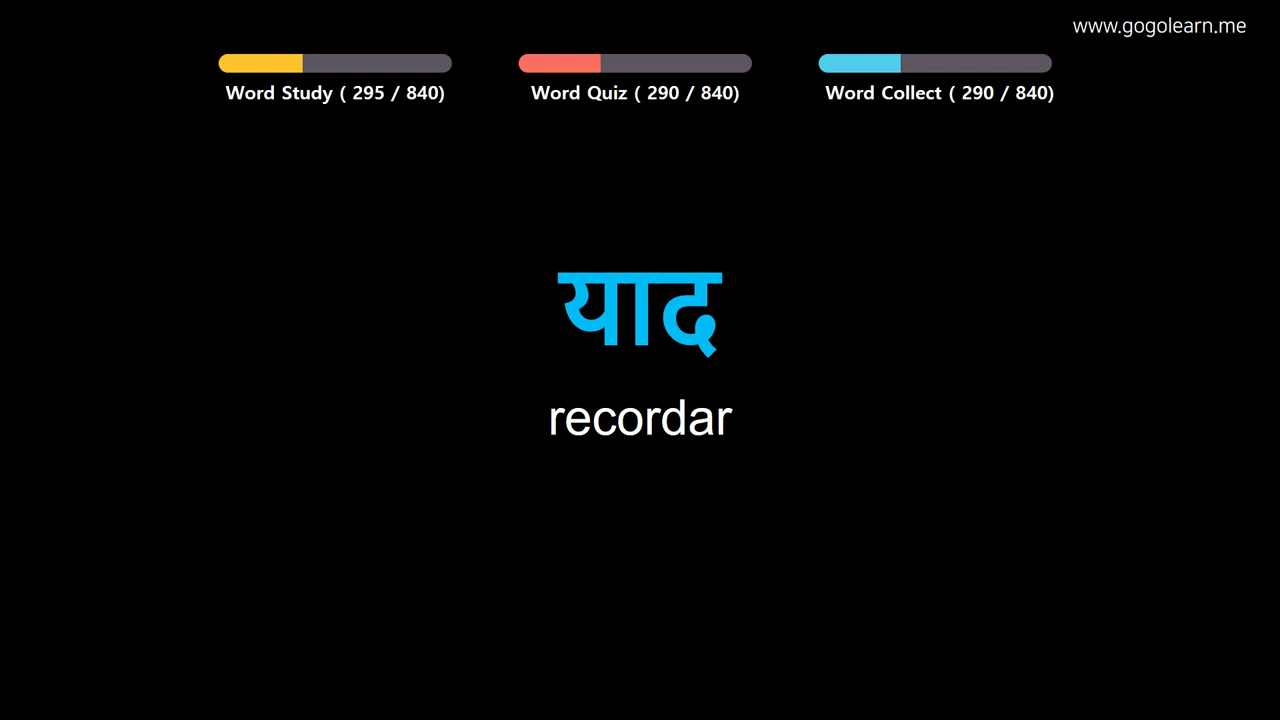 www.gogolearn.me
Word Study ( 295 / 840)
Word Quiz ( 290 / 840)
Word Collect ( 290 / 840)
याद
recordar